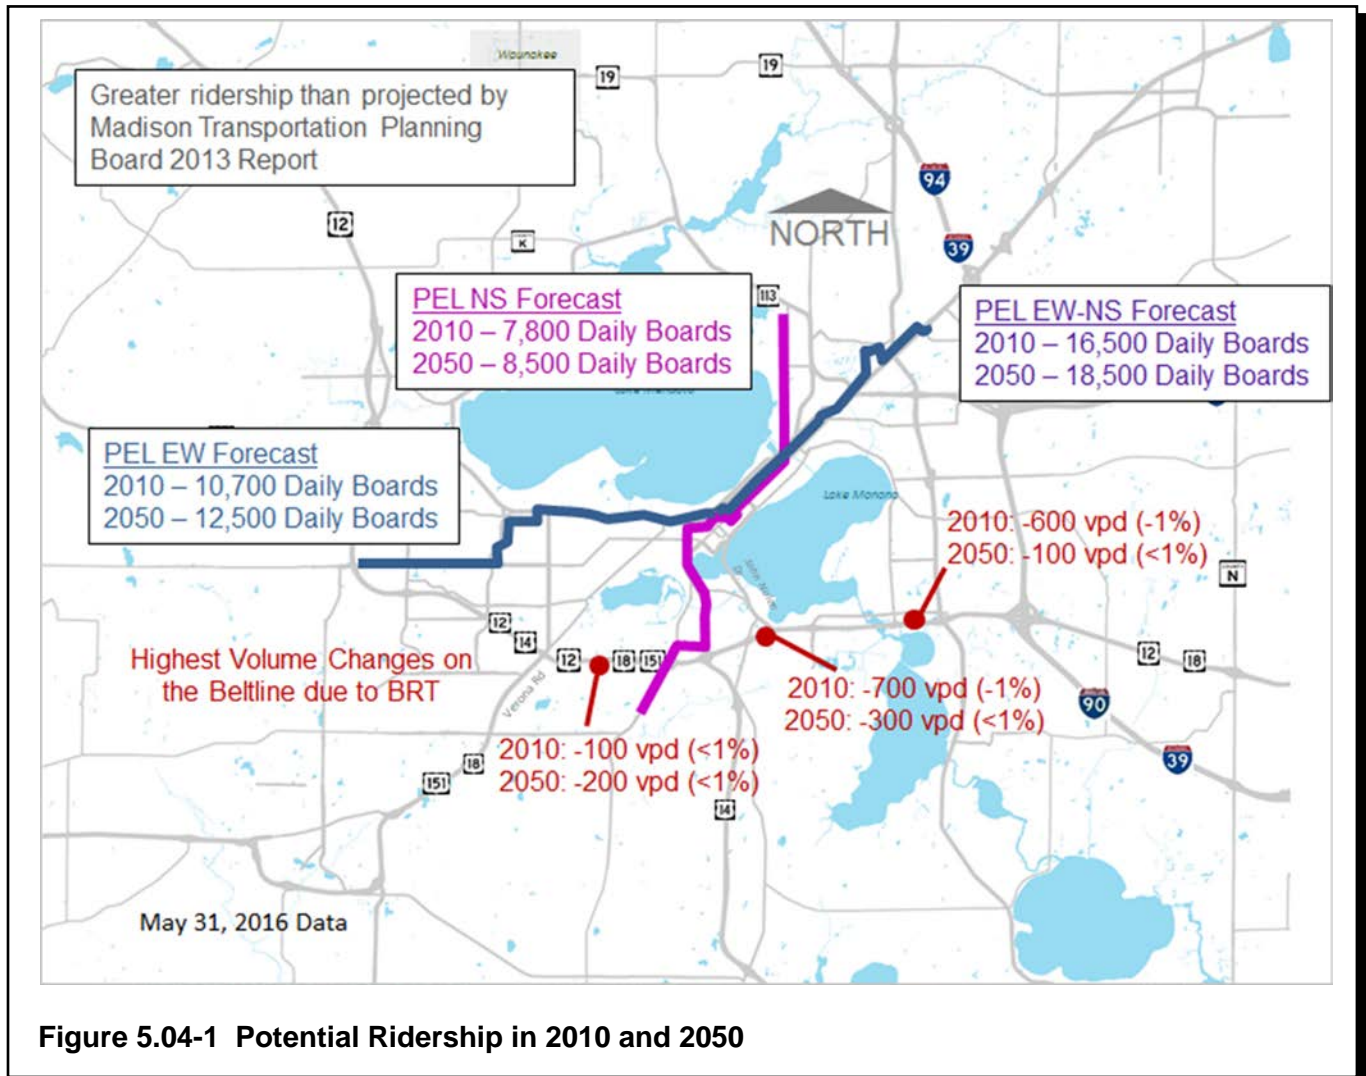 Waunakee
19
19
Greater ridership than projected by
Madison Transportation Planning
Board 2013 Report
94
12
K
NORTH
39
PEL NS Forecast
2010 – 7,800 Daily Boards
2050 – 8,500 Daily Boards
113
PEL EW-NS Forecast
2010 – 16,500 Daily Boards
2050 – 18,500 Daily Boards
PEL EW Forecast
2010 – 10,700 Daily Boards
2050 – 12,500 Daily Boards
Lake Monona
2010: -600 vpd (-1%)
2050: -100 vpd (<1%)
N
John Nolen
Dr
12
14
12
18
151
12
18
Highest Volume Changes on
the Beltline due to BRT
Verona Rd
2010: -700 vpd (-1%)
2050: -300 vpd (<1%)
90
2010: -100 vpd (<1%)
2050: -200 vpd (<1%)
18
151
14
39
May 31, 2016 Data
Figure 5.04-1 Potential Ridership in 2010 and 2050